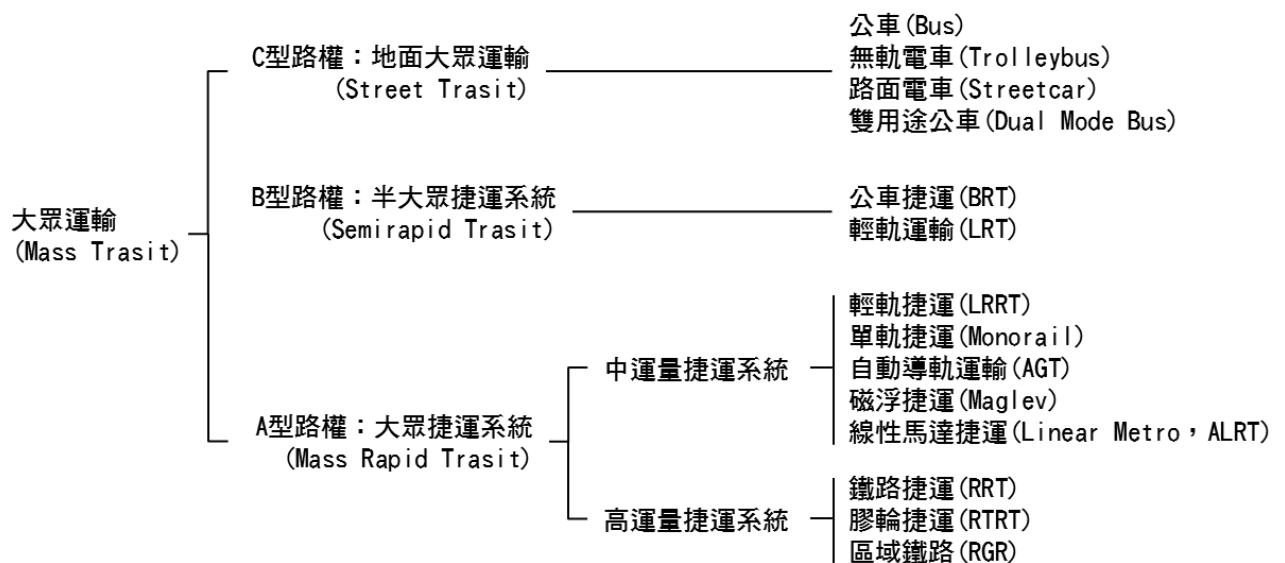 大眾運輸
(Mass Trasit)
C型路權：地面大眾運輸
(Street Trasit)
公車(Bus)
無軌電車(Trolleybus)
路面電車(Streetcar)
雙用途公車(Dual Mode Bus)
B型路權：半大眾捷運系統
(Semirapid Trasit)
公車捷運(BRT)
輕軌運輸(LRT)
A型路權：大眾捷運系統
(Mass Rapid Trasit)
中運量捷運系統
輕軌捷運(LRRT)
單軌捷運(Monorail)
自動導軌運輸(AGT)
磁浮捷運(Maglev)
線性馬達捷運(Linear Metro，ALRT)
高運量捷運系統
鐵路捷運(RRT)
膠輪捷運(RTRT)
區域鐵路(RGR)